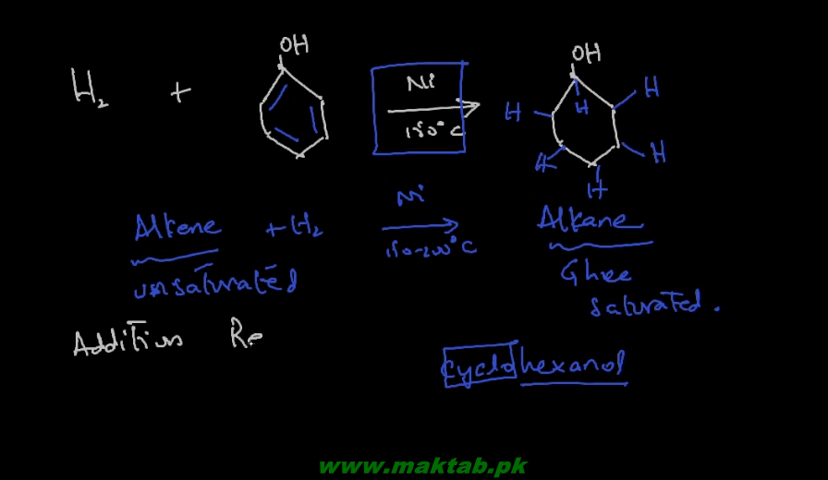 OH OH
H₂ + Ni H H H
150°C H H H
Ni
Alkene + H₂ Alkane
150-200°C
unsaturated Ghee
saturated.
Addition Re
cyclohexanol
www.maktab.pk